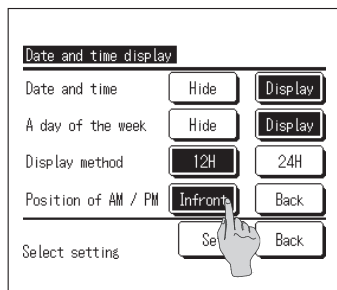 Date and time display
Date and time Hide Display
A day of the week Hide Display
Display method 12H 24H
Position of AM / PM Infront Back
Select setting Back